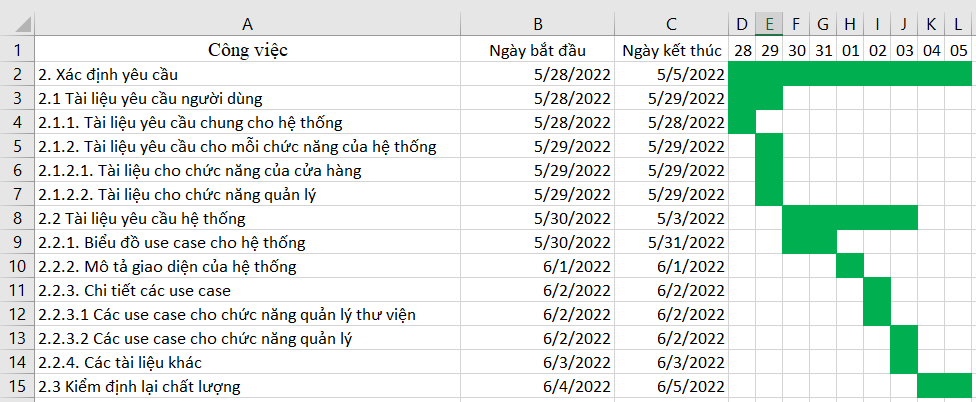 A B C D E F G H I J K L
1 Công việc Ngày bắt đầu Ngày kết thúc 28 29 30 31 01 02 03 04 05
2 2. Xác định yêu cầu 5/28/2022 5/5/2022
3 2.1 Tài liệu yêu cầu người dùng 5/28/2022 5/29/2022
4 2.1.1. Tài liệu yêu cầu chung cho hệ thống 5/28/2022 5/28/2022
5 2.1.2. Tài liệu yêu cầu cho mỗi chức năng của hệ thống 5/29/2022 5/29/2022
6 2.1.2.1. Tài liệu cho chức năng của cửa hàng 5/29/2022 5/29/2022
7 2.1.2.2. Tài liệu cho chức năng quản lý 5/29/2022 5/29/2022
8 2.2 Tài liệu yêu cầu hệ thống 5/30/2022 5/3/2022
9 2.2.1. Biểu đồ use case cho hệ thống 5/30/2022 5/31/2022
10 2.2.2. Mô tả giao diện của hệ thống 6/1/2022 6/1/2022
11 2.2.3. Chi tiết các use case 6/2/2022 6/2/2022
12 2.2.3.1 Các use case cho chức năng quản lý thư viện 6/2/2022 6/2/2022
13 2.2.3.2 Các use case cho chức năng quản lý 6/2/2022 6/2/2022
14 2.2.4. Các tài liệu khác 6/3/2022 6/3/2022
15 2.3 Kiểm định lại chất lượng 6/4/2022 6/5/2022